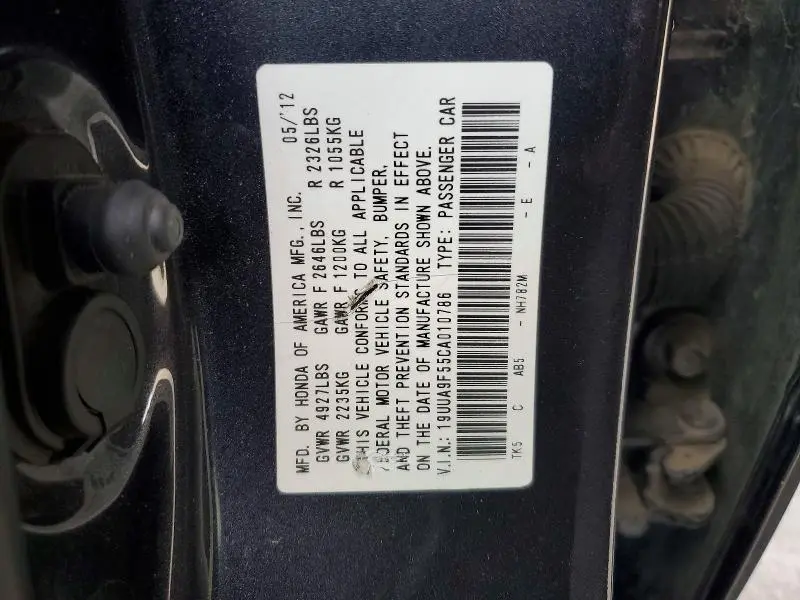 MFD. BY HONDA OF AMERICA MFG., INC. 05/'12
GVWR 4927LBS GAWR F 2646LBS R 2326LBS
GVWR 2235KG GAWR F 1200KG R 1055KG
THIS VEHICLE CONFORMS TO ALL APPLICABLE
FEDERAL MOTOR VEHICLE SAFETY, BUMPER,
AND THEFT PREVENTION STANDARDS IN EFFECT
ON THE DATE OF MANUFACTURE SHOWN ABOVE.
V.I.N.: 19UUA9F55CA010786 TYPE: PASSENGER CAR
TK5 C AB5 - NH782M - E - A